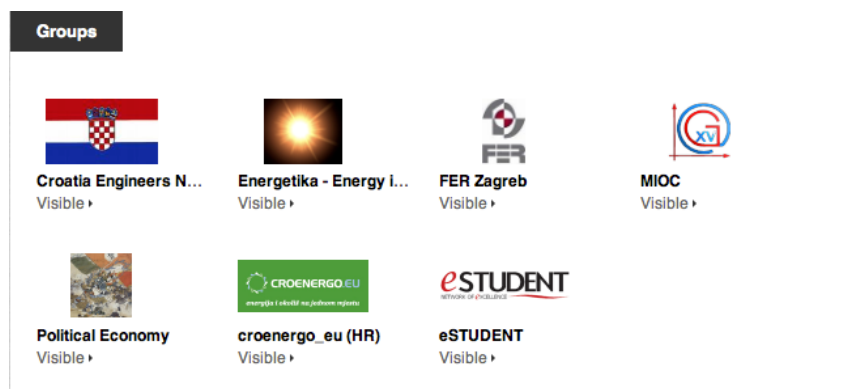 Groups
FER
XV G
Croatia Engineers N...
Energetika - Energy i...
FER Zagreb
MIOC
Visible
Visible
Visible
Visible
CROENERGO.EU
energija i okoliš na jednom mjestu
eSTUDENT
NETWORK OF eXCELLENCE
Political Economy
croenergo_eu (HR)
eSTUDENT
Visible
Visible
Visible